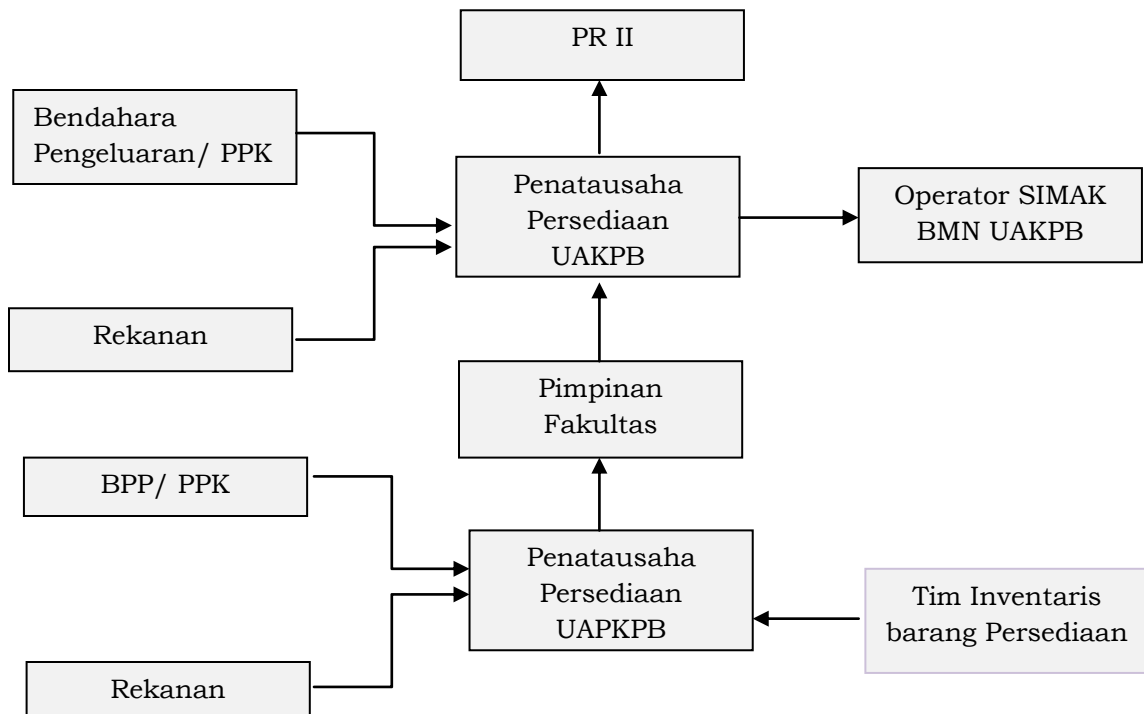 PR II
Bendahara
Pengeluaran/ PPK
Penatausaha
Persediaan
UAKPB
Operator SIMAK
BMN UAKPB
Rekanan
Pimpinan
Fakultas
BPP/ PPK
Penatausaha
Persediaan
UAPKPB
Tim Inventaris
barang Persediaan
Rekanan